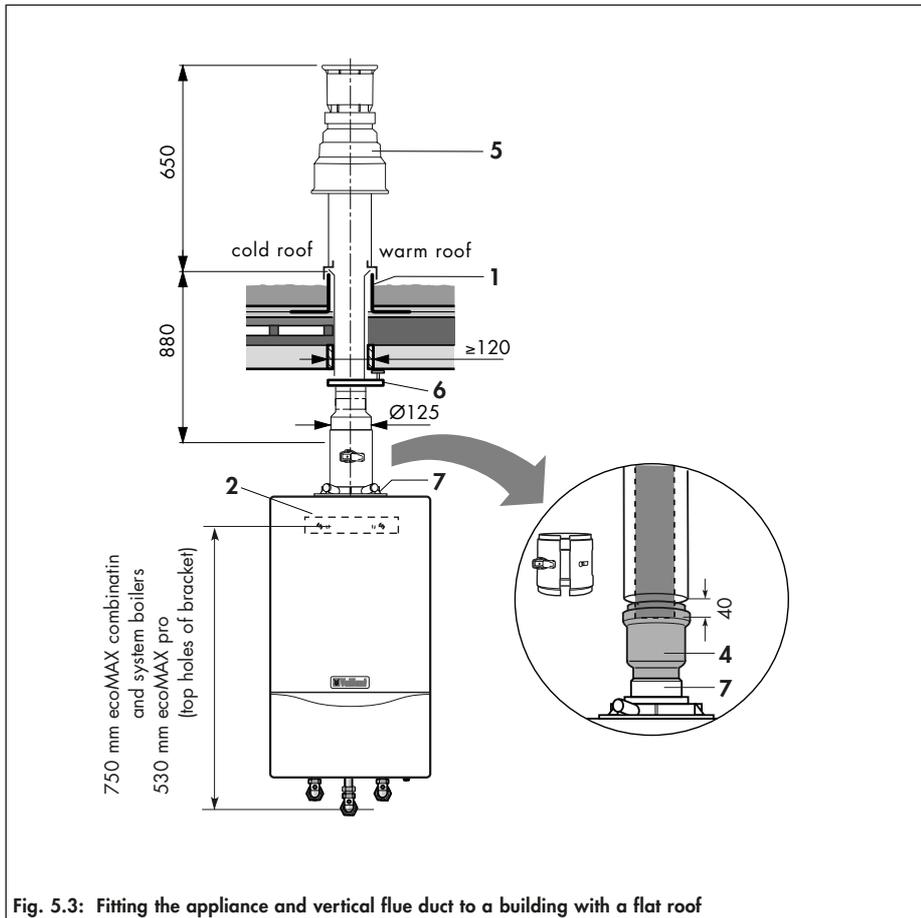 650
5
cold roof
warm roof
1
880
≥120
6
Ø125
2
7
750 mm ecoMAX combinatin
and system boilers
530 mm ecoMAX pro
(top holes of bracket)
40
4
7
Vaillant
Fig. 5.3: Fitting the appliance and vertical flue duct to a building with a flat roof